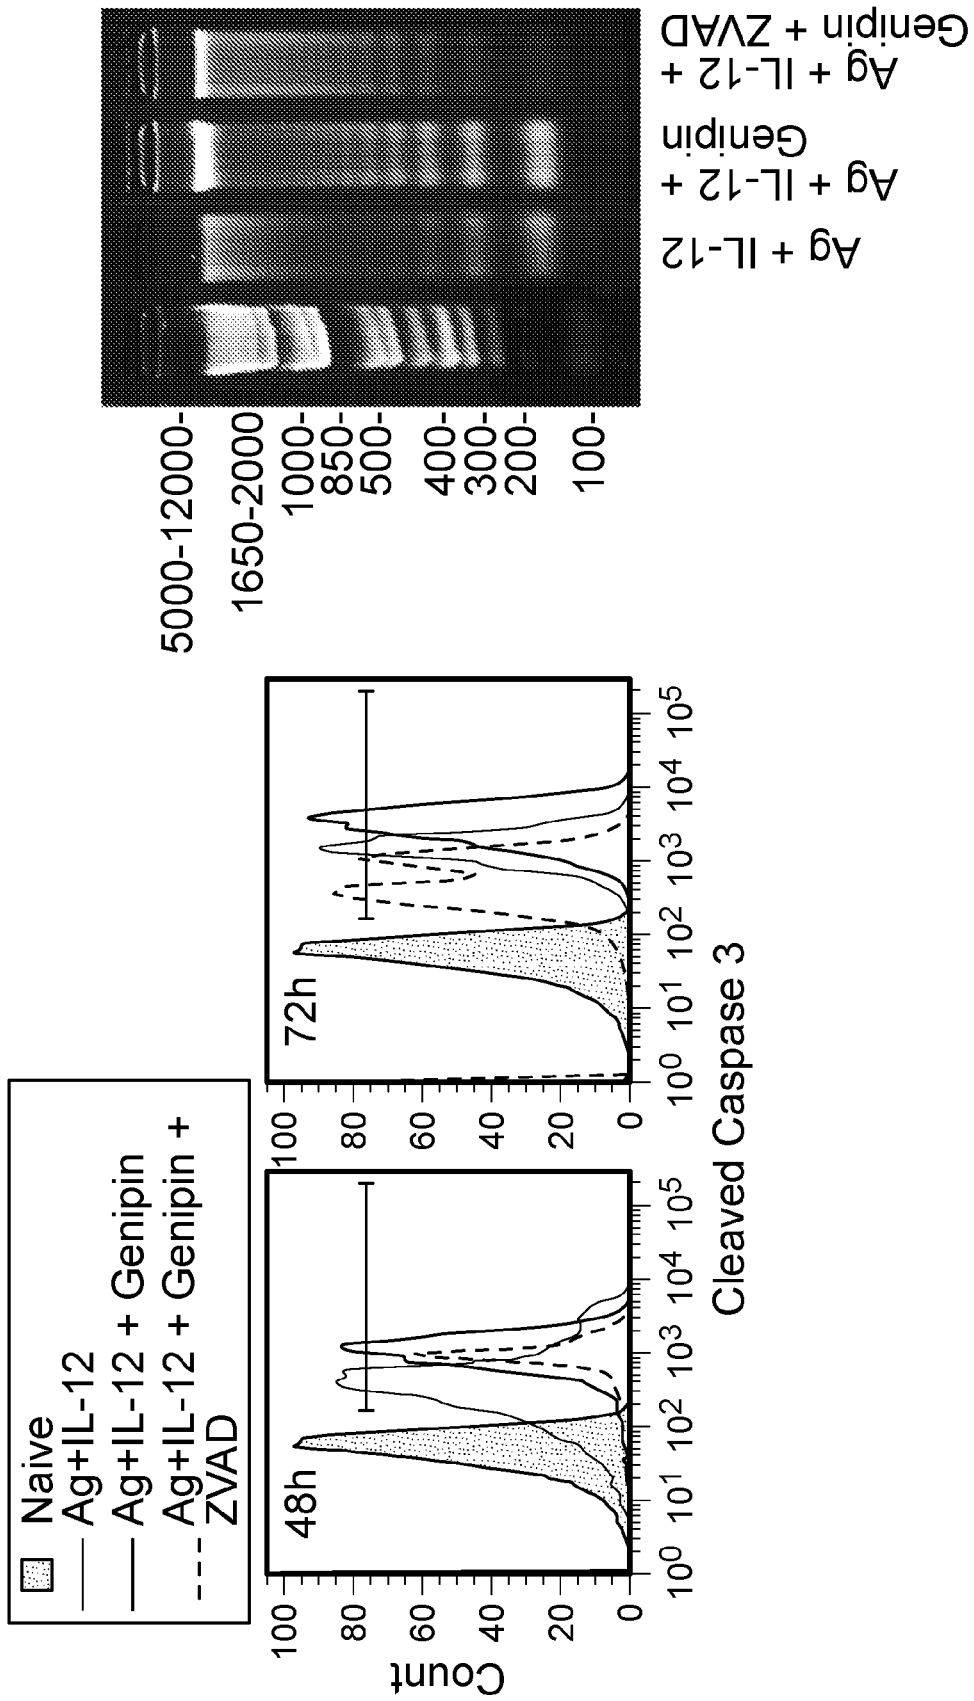 Naive
Ag+IL-12
Ag+IL-12 + Genipin
Ag+IL-12 + Genipin +
ZVAD
Count
100
80
60
40
20
0
48h
10⁰
10¹
10²
10³
10⁴
10⁵
100
80
60
40
20
0
72h
10⁰
10¹
10²
10³
10⁴
10⁵
Cleaved Caspase 3
5000-12000-
1650-2000
1000-
850-
500-
400-
300-
200-
100-
Ag + IL-12
Ag + IL-12 +
Genipin
Ag + IL-12 +
Genipin + ZVAD